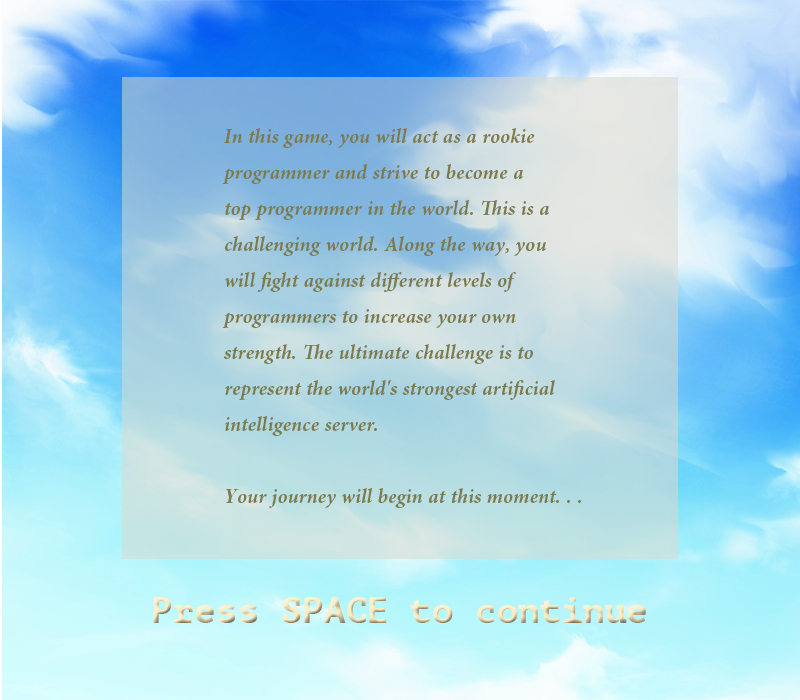 In this game, you will act as a rookie
programmer and strive to become a
top programmer in the world. This is a
challenging world. Along the way, you
will fight against different levels of
programmers to increase your own
strength. The ultimate challenge is to
represent the world's strongest artificial
intelligence server.
Your journey will begin at this moment. . .
Press SPACE to continue